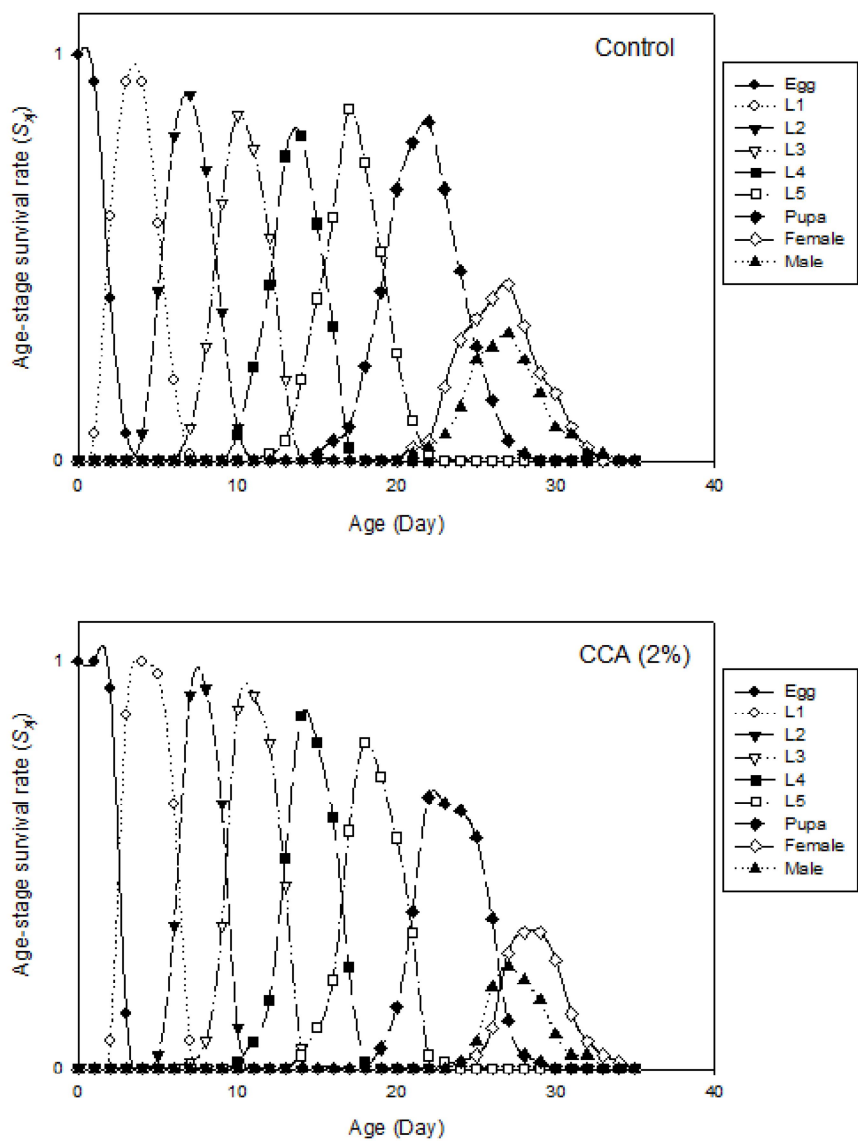 Control
1
0
Age-stage survival rate (Sxj)
0
10
20
30
40
Age (Day)
Egg
L1
L2
L3
L4
L5
Pupa
Female
Male
CCA (2%)
1
0
Age-stage survival rate (Sxj)
0
10
20
30
40
Age (Day)
Egg
L1
L2
L3
L4
L5
Pupa
Female
Male